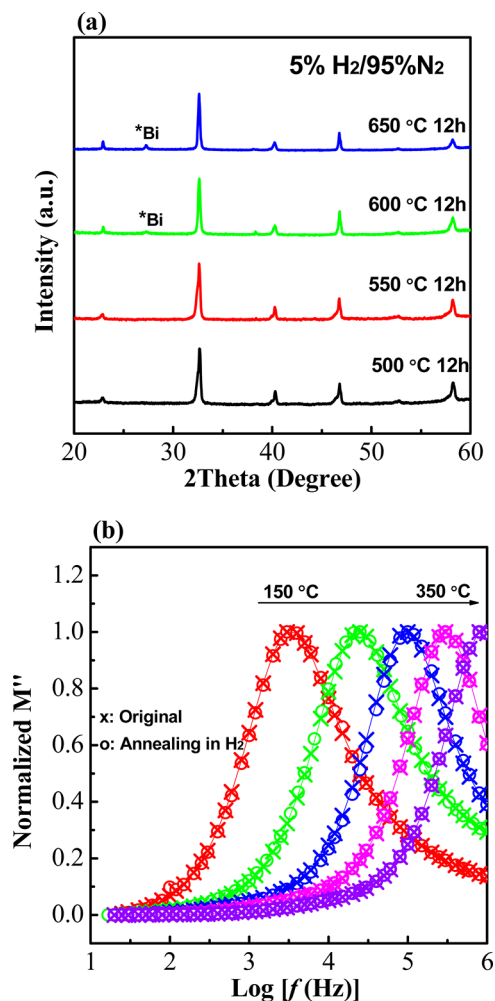 (a)
5% H2/95%N2
*Bi
650 °C 12h
*Bi
600 °C 12h
550 °C 12h
500 °C 12h
Intensity (a.u.)
20 30 40 50 60
2Theta (Degree)
(b)
150 °C 350 °C
1.2
1.0
0.8
0.6
0.4
0.2
0.0
x: Original
o: Annealing in H2
Normalized M''
1 2 3 4 5 6
Log [f (Hz)]